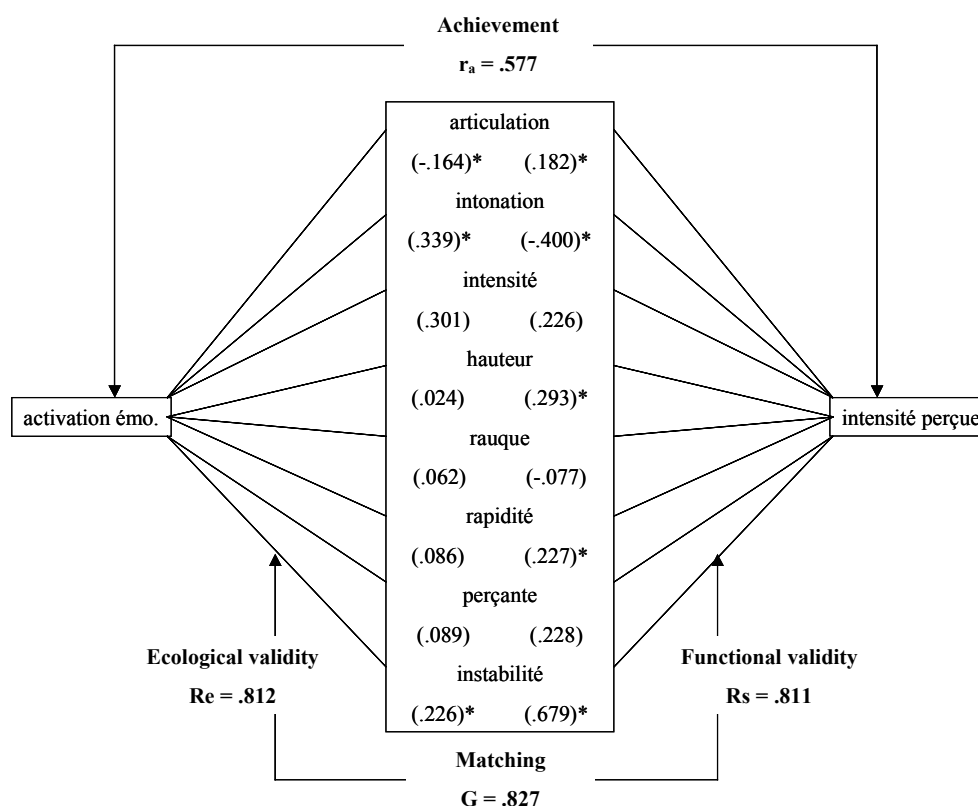 Achievement
rₐ = .577
articulation
(-.164)* (.182)*
intonation
(.339)* (-.400)*
intensité
(.301) (.226)
hauteur
(.024) (.293)*
activation émo.
intensité perçue
rauque
(.062) (-.077)
rapidité
(.086) (.227)*
perçante
(.089) (.228)
Ecological validity
Functional validity
instabilité
Re = .812
Rs = .811
(.226)* (.679)*
Matching
G = .827